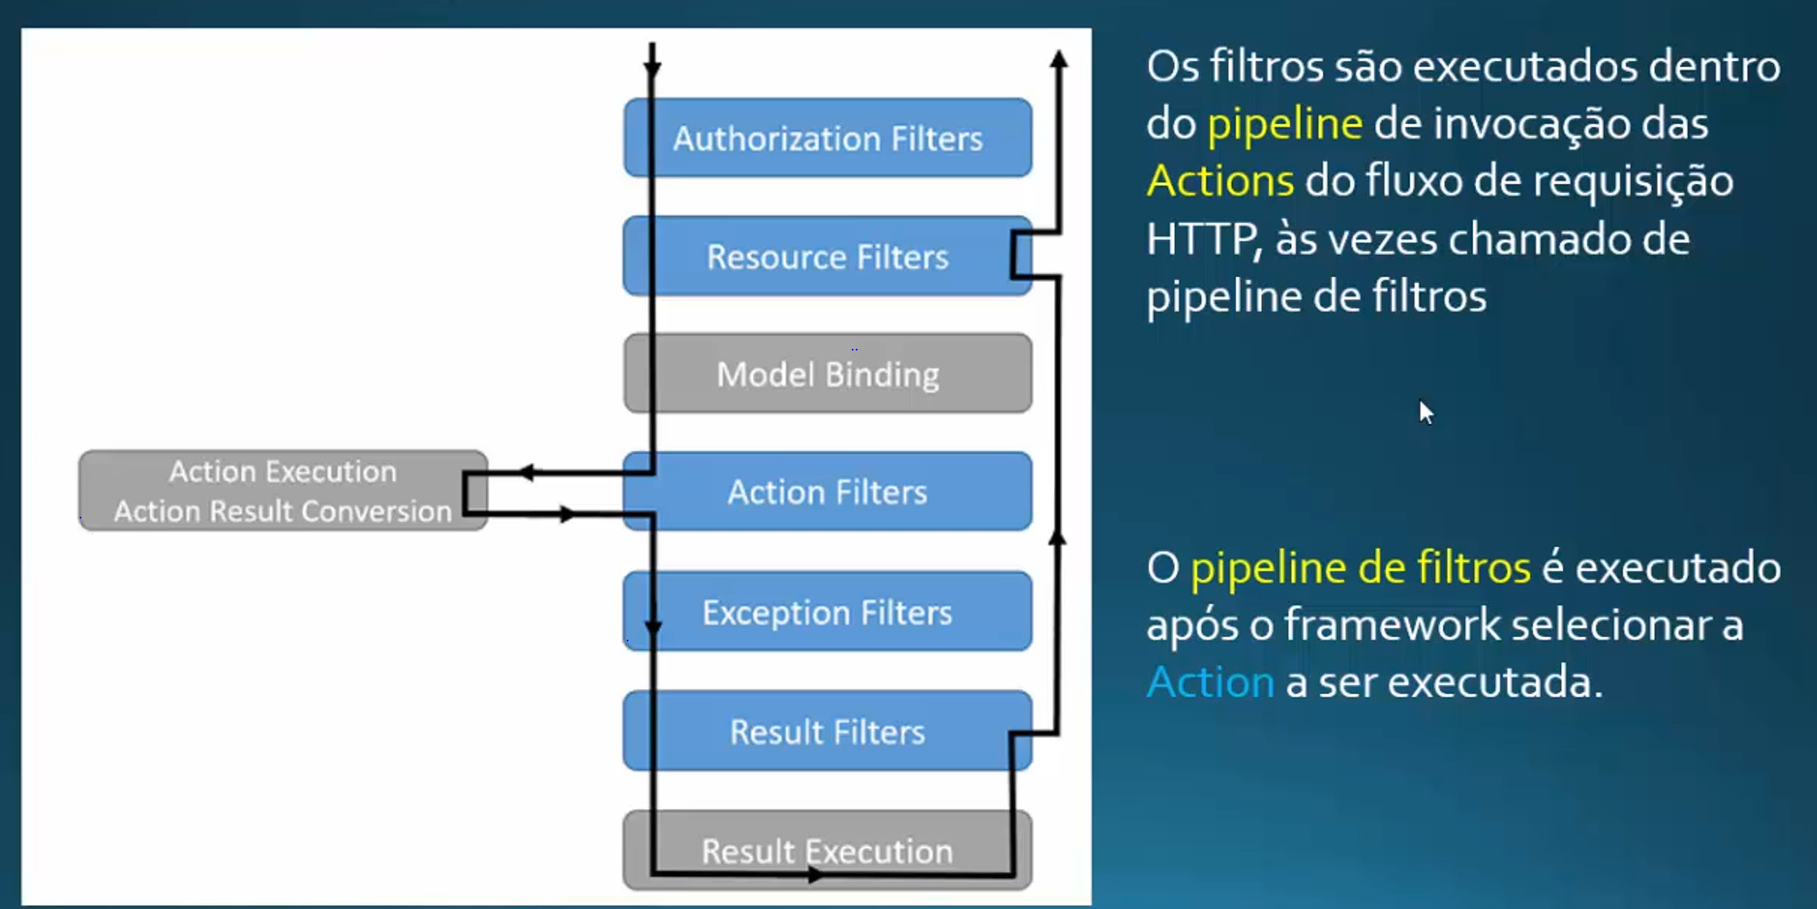 Authorization Filters
Resource Filters
Model Binding
Action Execution
Action Result Conversion
Action Filters
Exception Filters
Result Filters
Result Execution
Os filtros são executados dentro
do pipeline de invocação das
Actions do fluxo de requisição
HTTP, às vezes chamado de
pipeline de filtros
O pipeline de filtros é executado
após o framework selecionar a
Action a ser executada.